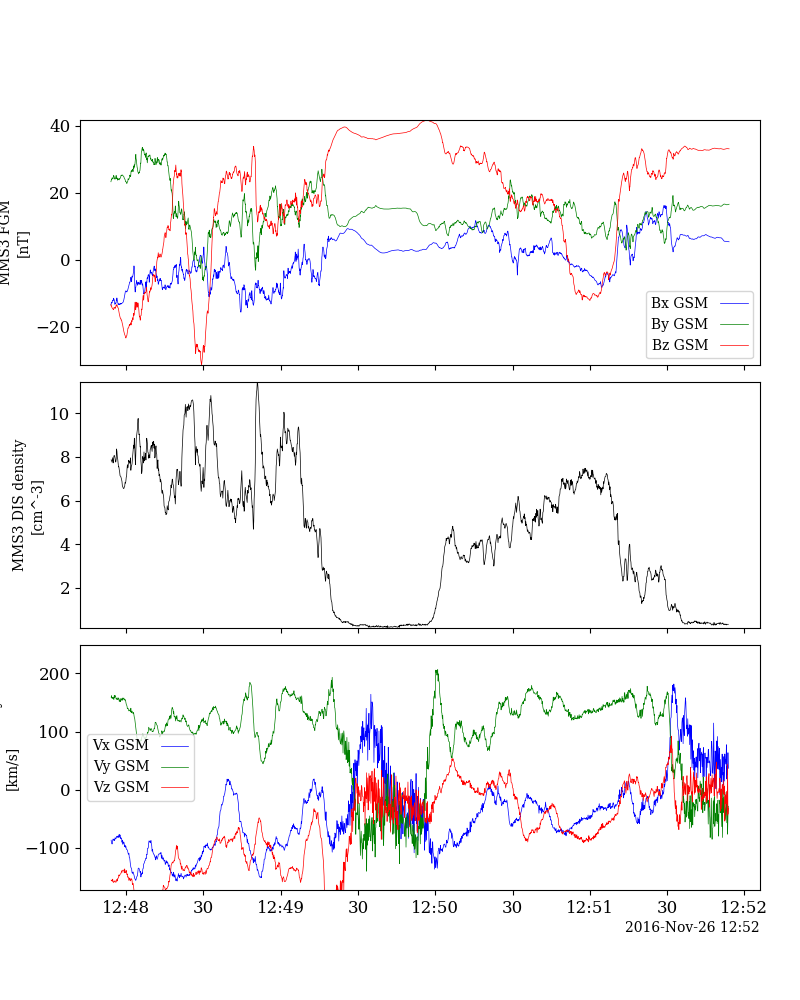 40
20
0
−20
MMS3 FGM
[nT]
Bx GSM
By GSM
Bz GSM
10
8
6
4
2
MMS3 DIS density
[cm^-3]
200
100
0
−100
[km/s]
Vx GSM
Vy GSM
Vz GSM
12:48 30 12:49 30 12:50 30 12:51 30 12:52
2016-Nov-26 12:52